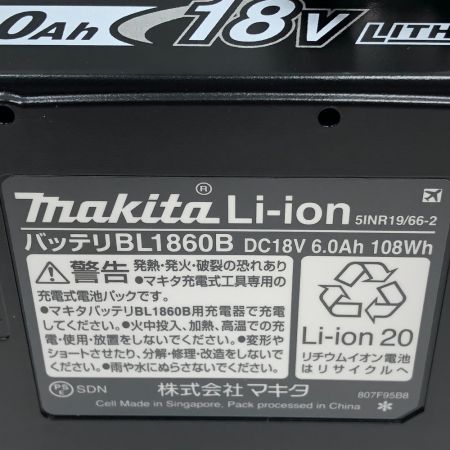 0Ah 18V LITH
makita® Li-ion 5INR19/66-2
バッテリBL1860B DC18V 6.0Ah 108Wh
警告 発熱・発火・破裂の恐れあり
●マキタ充電式工具専用の
充電式電池パックです。
●マキタバッテリBL1860B用充電器で充電
してください。●火中投入、加熱、高温での充
電・使用・放置をしないでください。●変形や
ショートさせたり、分解・修理・改造をしないで
ください。●雨や水にぬらさないでください。
Li-ion 20
リチウムイオン電池
はリサイクルへ
PSE SDN 株式会社マキタ 807F95B8
Cell Made in Singapore, Pack processed in China